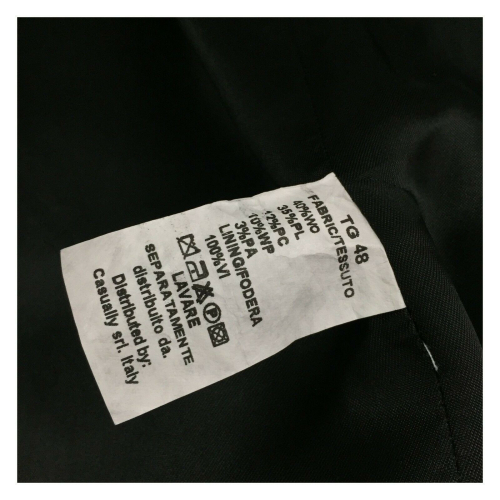 TG 48
FABRIC/TESSUTO
40%WO
35%PL
12%PC
10%WP
3%PA
LINING/FODERA
100%VI
LAVARE
SEPARATAMENTE
distribuito da.
Distributed by:
Casually srl. Italy